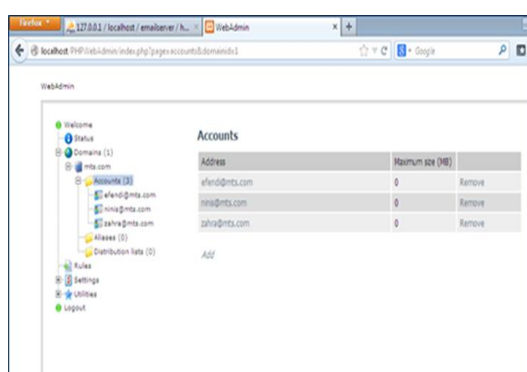 Firefox
127.0.0.1 / localhost / emailserver / h...
WebAdmin
localhost/PHPWebAdmin/index.php?page=accounts&domainid=1
Google
WebAdmin
Welcome
Status
Domains (1)
mts.com
Accounts (3)
efendi@mts.com
ninis@mts.com
zahra@mts.com
Aliases (0)
Distribution lists (0)
Rules
Settings
Utilities
Logout
Accounts
Address Maximum size (MB)
efendi@mts.com 0 Remove
ninis@mts.com 0 Remove
zahra@mts.com 0 Remove
Add